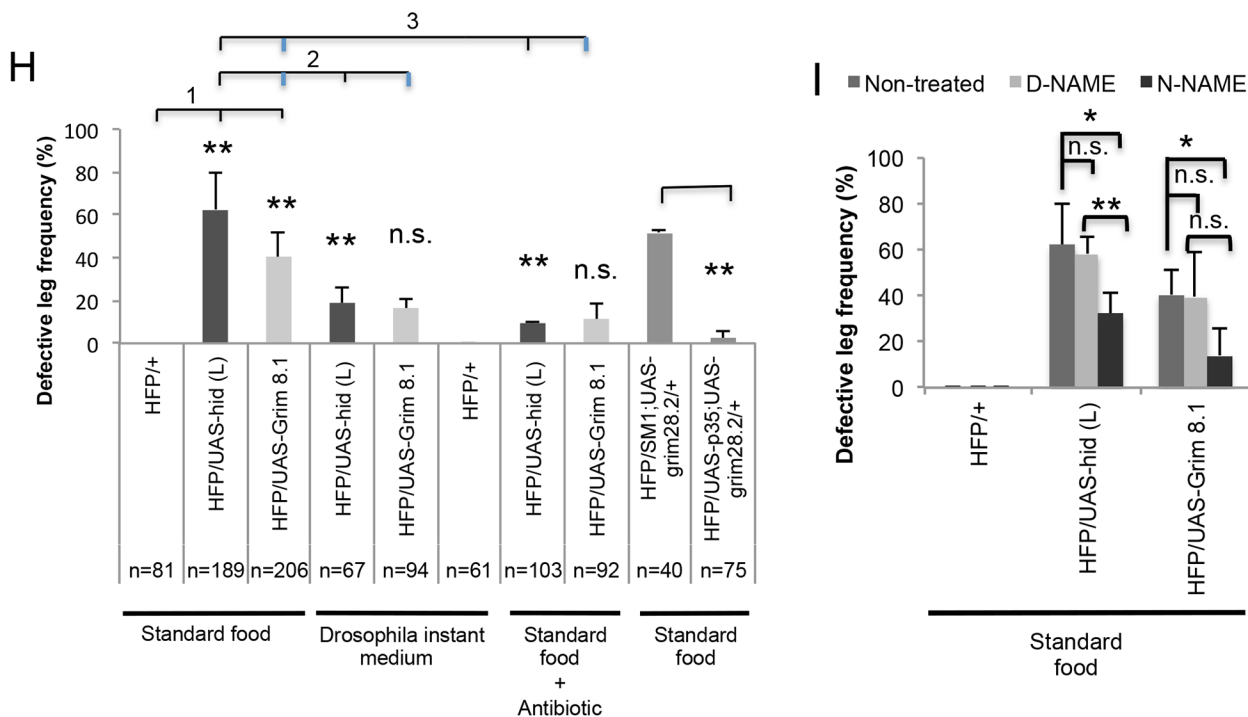 H
3
2
1
Defective leg frequency (%)
100
80
60
40
20
0
**
**
**
n.s.
**
n.s.
**
HFP/+
HFP/UAS-hid (L)
HFP/UAS-Grim 8.1
HFP/UAS-hid (L)
HFP/UAS-Grim 8.1
HFP/+
HFP/UAS-hid (L)
HFP/UAS-Grim 8.1
HFP/SM1;UAS-
grim28.2/+
HFP/UAS-p35;UAS-
grim28.2/+
n=81 n=189 n=206 n=67 n=94 n=61 n=103 n=92 n=40 n=75
Standard food
Drosophila instant
medium
Standard
food
+
Antibiotic
Standard
food
I
Non-treated D-NAME N-NAME
Defective leg frequency (%)
100
80
60
40
20
0
*
n.s.
**
*
n.s.
n.s.
HFP/+
HFP/UAS-hid (L)
HFP/UAS-Grim 8.1
Standard
food